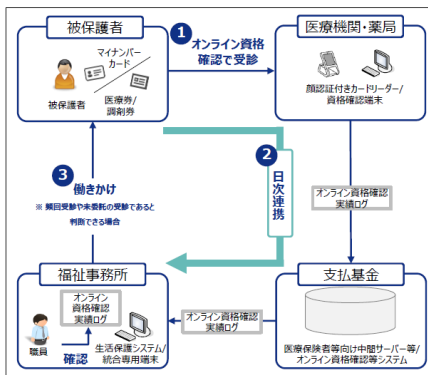 被保護者
マイナンバー
カード
被保護者
医療券/
調剤券
1
オンライン資格
確認で受診
医療機関・薬局
顔認証付きカードリーダー/
資格確認端末
2
日次連携
3
働きかけ
※ 頻回受診や未委託の受診であると
判断できる場合
オンライン資格確認
実績ログ
福祉事務所
オンライン
資格確認
実績ログ
職員
確認
生活保護システム/
統合専用端末
オンライン資格確認
実績ログ
支払基金
医療保険者等向け中間サーバー等/
オンライン資格確認等システム